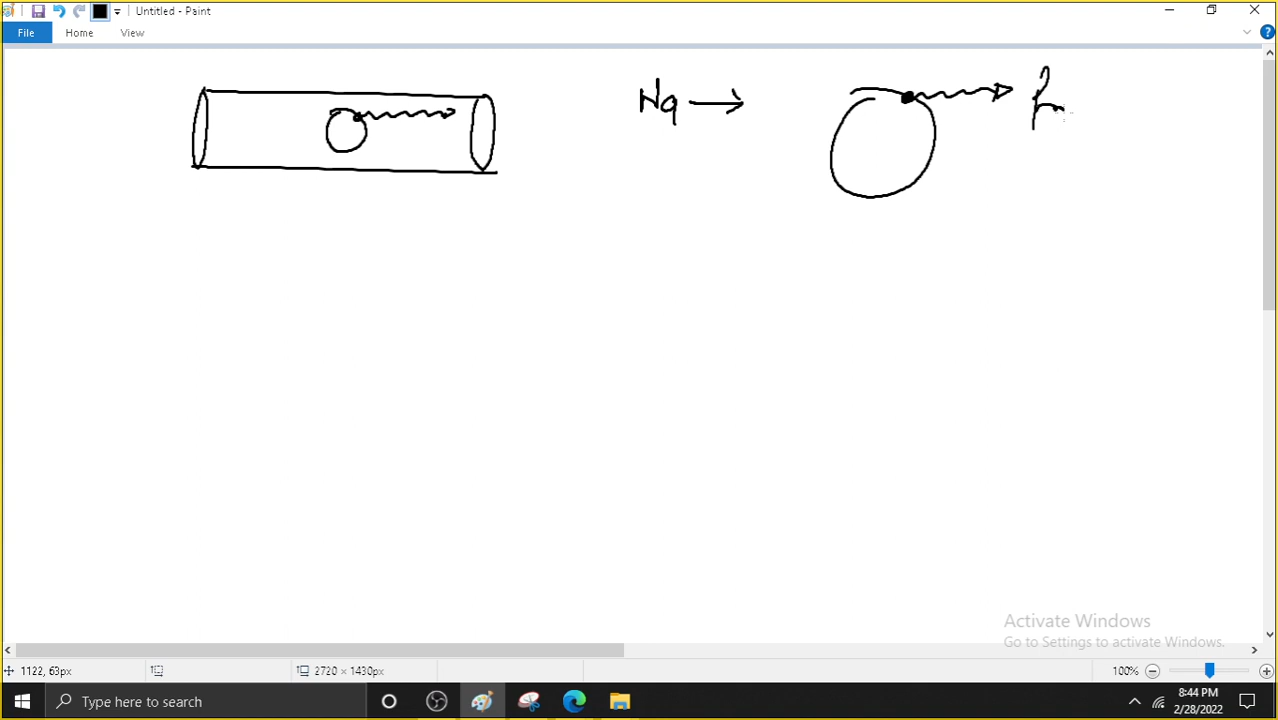 Untitled - Paint
File Home View
Activate Windows
Go to Settings to activate Windows.
1122, 63px
2720 × 1430px
100%
Type here to search
8:44 PM
2/28/2022